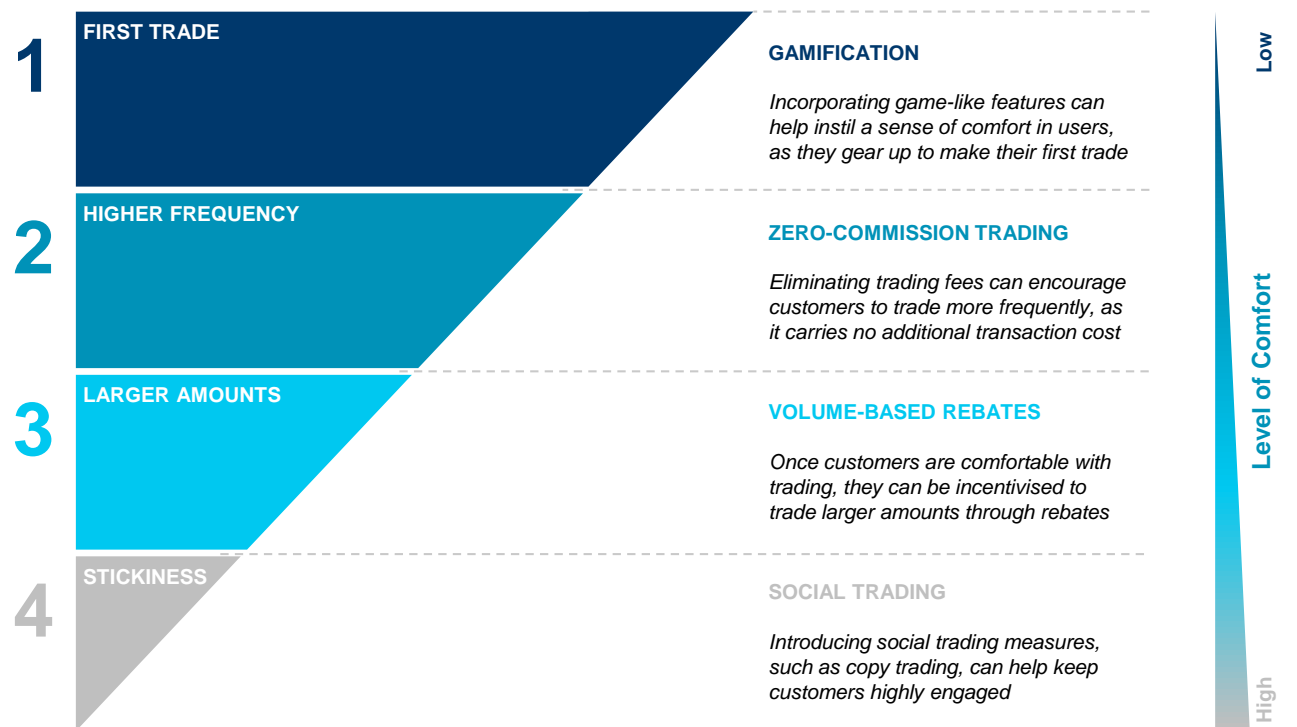 1
FIRST TRADE
GAMIFICATION
Incorporating game-like features can
help instil a sense of comfort in users,
as they gear up to make their first trade
2
HIGHER FREQUENCY
ZERO-COMMISSION TRADING
Eliminating trading fees can encourage
customers to trade more frequently, as
it carries no additional transaction cost
3
LARGER AMOUNTS
VOLUME-BASED REBATES
Once customers are comfortable with
trading, they can be incentivised to
trade larger amounts through rebates
4
STICKINESS
SOCIAL TRADING
Introducing social trading measures,
such as copy trading, can help keep
customers highly engaged
Low
Level of Comfort
High